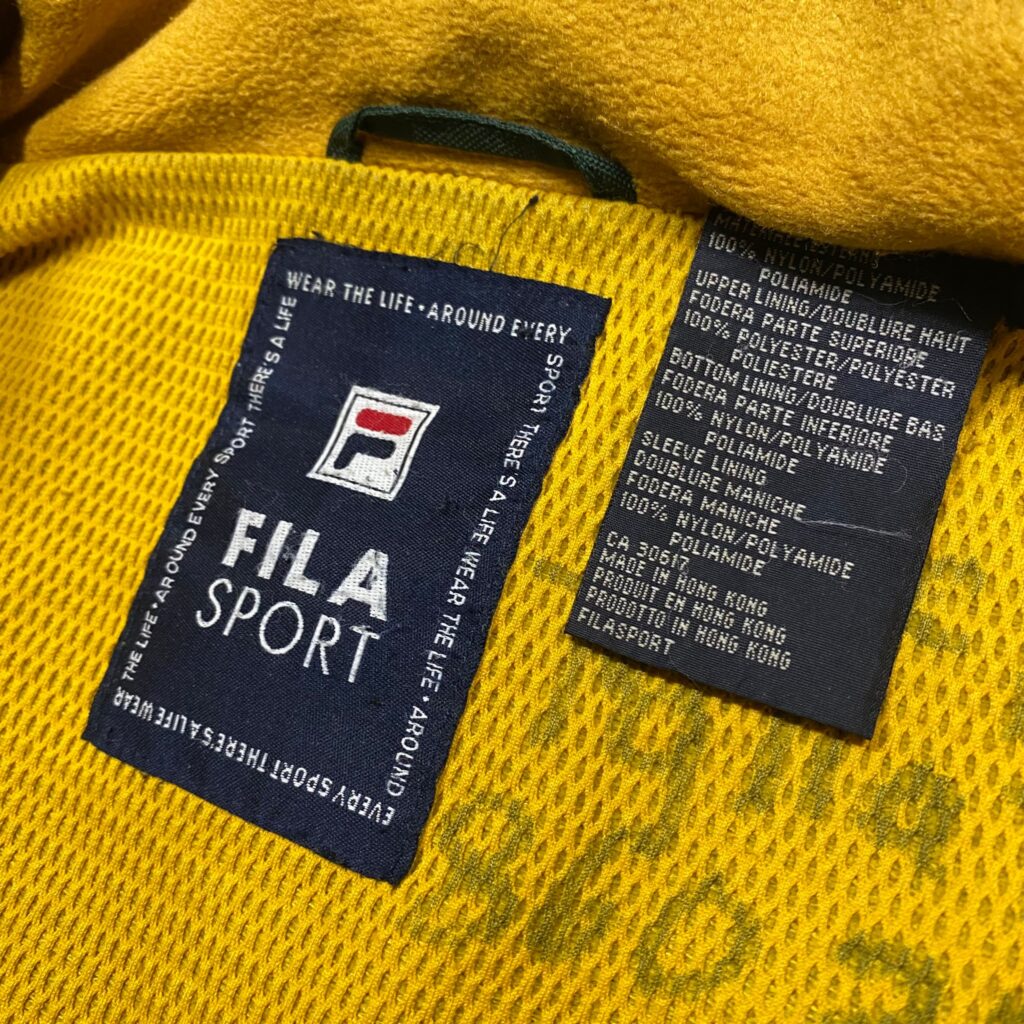 WEAR THE LIFE • AROUND EVERY
SPORT THERE'S A LIFE WEAR THE LIFE • AROUND
EVERY SPORT THERE'S A LIFE WEAR
THE LIFE • AROUND EVERY SPORT THERE'S A LIFE
F
FILA
SPORT
100% NYLON/POLYAMIDE
POLIAMIDE
UPPER LINING/DOUBLURE HAUT
FODERA PARTE SUPERIORE
100% POLYESTER/POLYESTER
POLIESTERE
BOTTOM LINING/DOUBLURE BAS
FODERA PARTE INFERIORE
100% NYLON/POLYAMIDE
POLIAMIDE
SLEEVE LINING
DOUBLURE MANICHE
FODERA MANICHE
100% NYLON/POLYAMIDE
POLIAMIDE
CA 30617
MADE IN HONG KONG
PRODUIT EN HONG KONG
PRODOTTO IN HONG KONG
FILASPORT